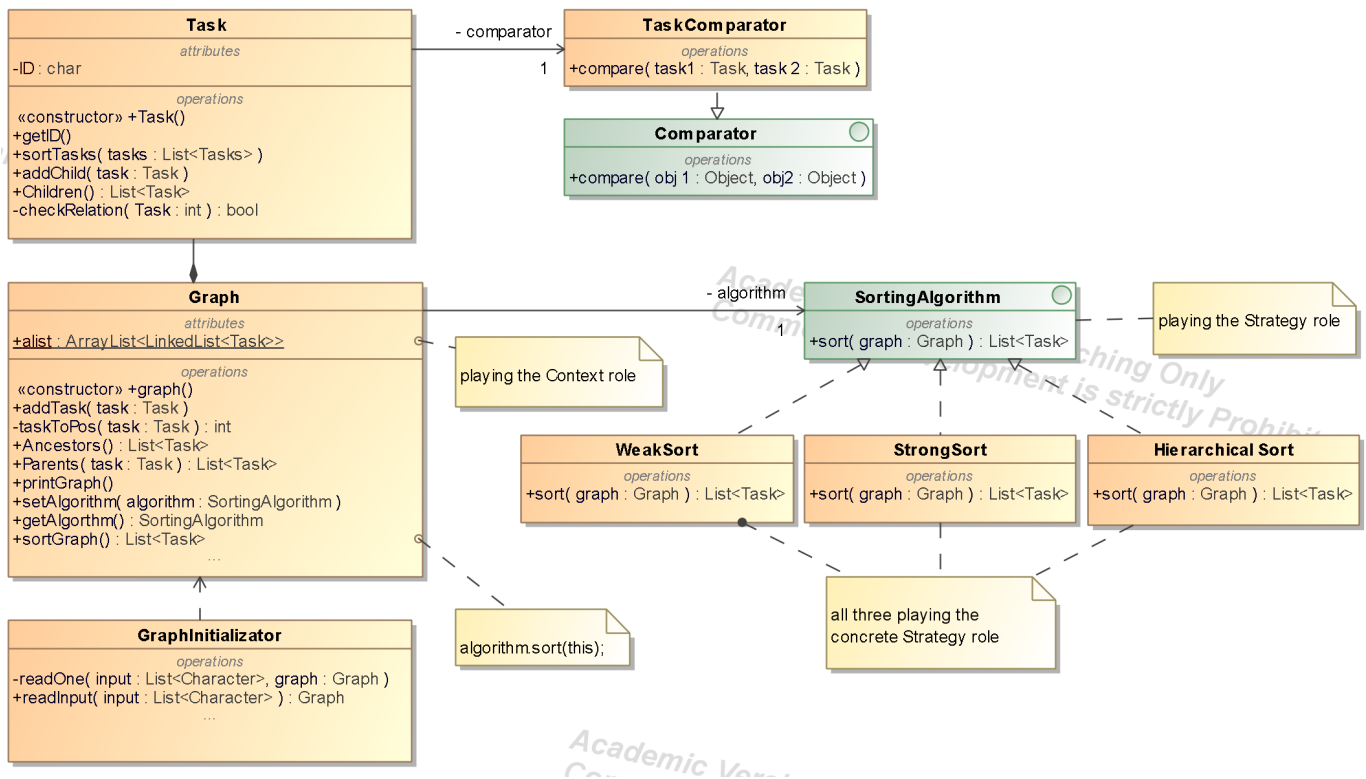 Task
attributes
-ID : char
operations
«constructor» +Task()
+getID()
+sortTasks( tasks : List<Tasks> )
+addChild( task : Task )
+Children() : List<Task>
-checkRelation( Task : int ) : bool
- comparator
1
TaskComparator
operations
+compare( task1 : Task, task 2 : Task )
Comparator
operations
+compare( obj 1 : Object, obj2 : Object )
Graph
attributes
+alist : ArrayList<LinkedList<Task>>
operations
«constructor» +graph()
+addTask( task : Task )
-taskToPos( task : Task ) : int
+Ancestors() : List<Task>
+Parents( task : Task ) : List<Task>
+printGraph()
+setAlgorithm( algorithm : SortingAlgorithm )
+getAlgorthm() : SortingAlgorithm
+sortGraph() : List<Task>
...
- algorithm
1
SortingAlgorithm
operations
+sort( graph : Graph ) : List<Task>
playing the Strategy role
playing the Context role
WeakSort
operations
+sort( graph : Graph ) : List<Task>
StrongSort
operations
+sort( graph : Graph ) : List<Task>
Hierarchical Sort
operations
+sort( graph : Graph ) : List<Task>
all three playing the
concrete Strategy role
algorithm.sort(this);
GraphInitializator
operations
-readOne( input : List<Character>, graph : Graph )
+readInput( input : List<Character> ) : Graph
...
is strictly
Academic